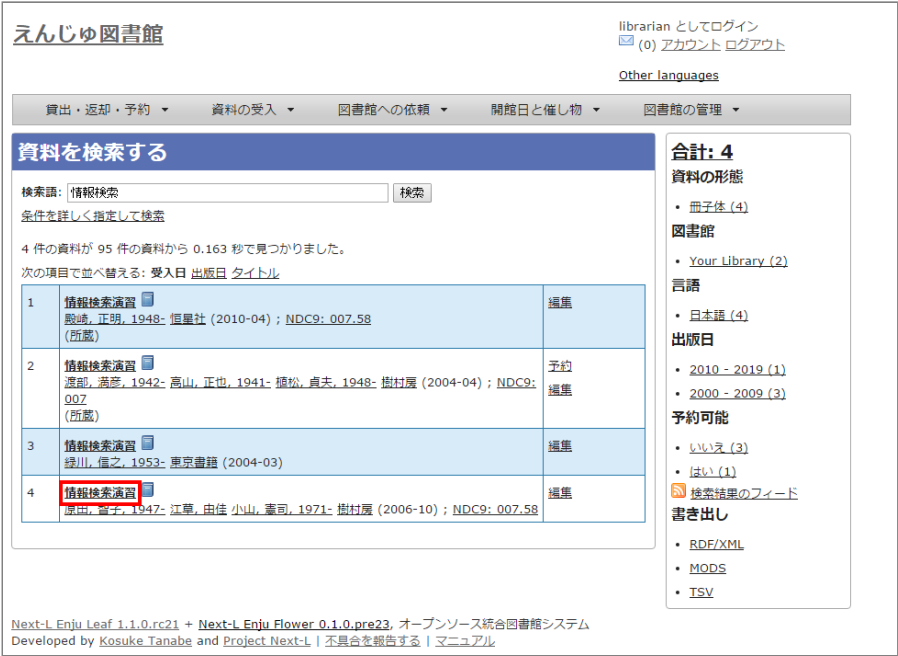 えんじゅ図書館
librarian としてログイン
(0) アカウント ログアウト
Other languages
貸出・返却・予約 ▼ 資料の受入 ▼ 図書館への依頼 ▼ 開館日と催し物 ▼ 図書館の管理 ▼
資料を検索する
検索語: 情報検索 検索
条件を詳しく指定して検索
4 件の資料が 95 件の資料から 0.163 秒で見つかりました。
次の項目で並べ替える: 受入日 出版日 タイトル
1 情報検索演習 編集
殿崎, 正明, 1948- 恒星社 (2010-04) ; NDC9: 007.58
(所蔵)
2 情報検索演習 予約
渡部, 満彦, 1942- 高山, 正也, 1941- 植松, 貞夫, 1948- 樹村房 (2004-04) ; NDC9: 編集
007
(所蔵)
3 情報検索演習 編集
緑川, 信之, 1953- 東京書籍 (2004-03)
4 情報検索演習 編集
原田, 智子, 1947- 江草, 由佳 小山, 憲司, 1971- 樹村房 (2006-10) ; NDC9: 007.58
合計: 4
資料の形態
• 冊子体 (4)
図書館
• Your Library (2)
言語
• 日本語 (4)
出版日
• 2010 - 2019 (1)
• 2000 - 2009 (3)
予約可能
• いいえ (3)
• はい (1)
検索結果のフィード
書き出し
• RDF/XML
• MODS
• TSV
Next-L Enju Leaf 1.1.0.rc21 + Next-L Enju Flower 0.1.0.pre23, オープンソース統合図書館システム
Developed by Kosuke Tanabe and Project Next-L | 不具合を報告する | マニュアル